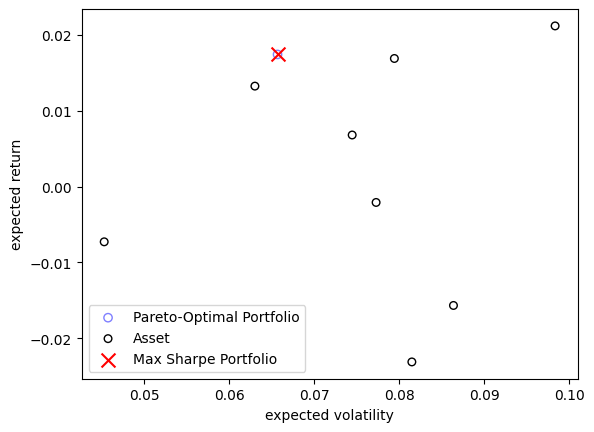 0.02
0.01
0.00
−0.01
−0.02
expected return
Pareto-Optimal Portfolio
Asset
Max Sharpe Portfolio
0.05
0.06
0.07
0.08
0.09
0.10
expected volatility